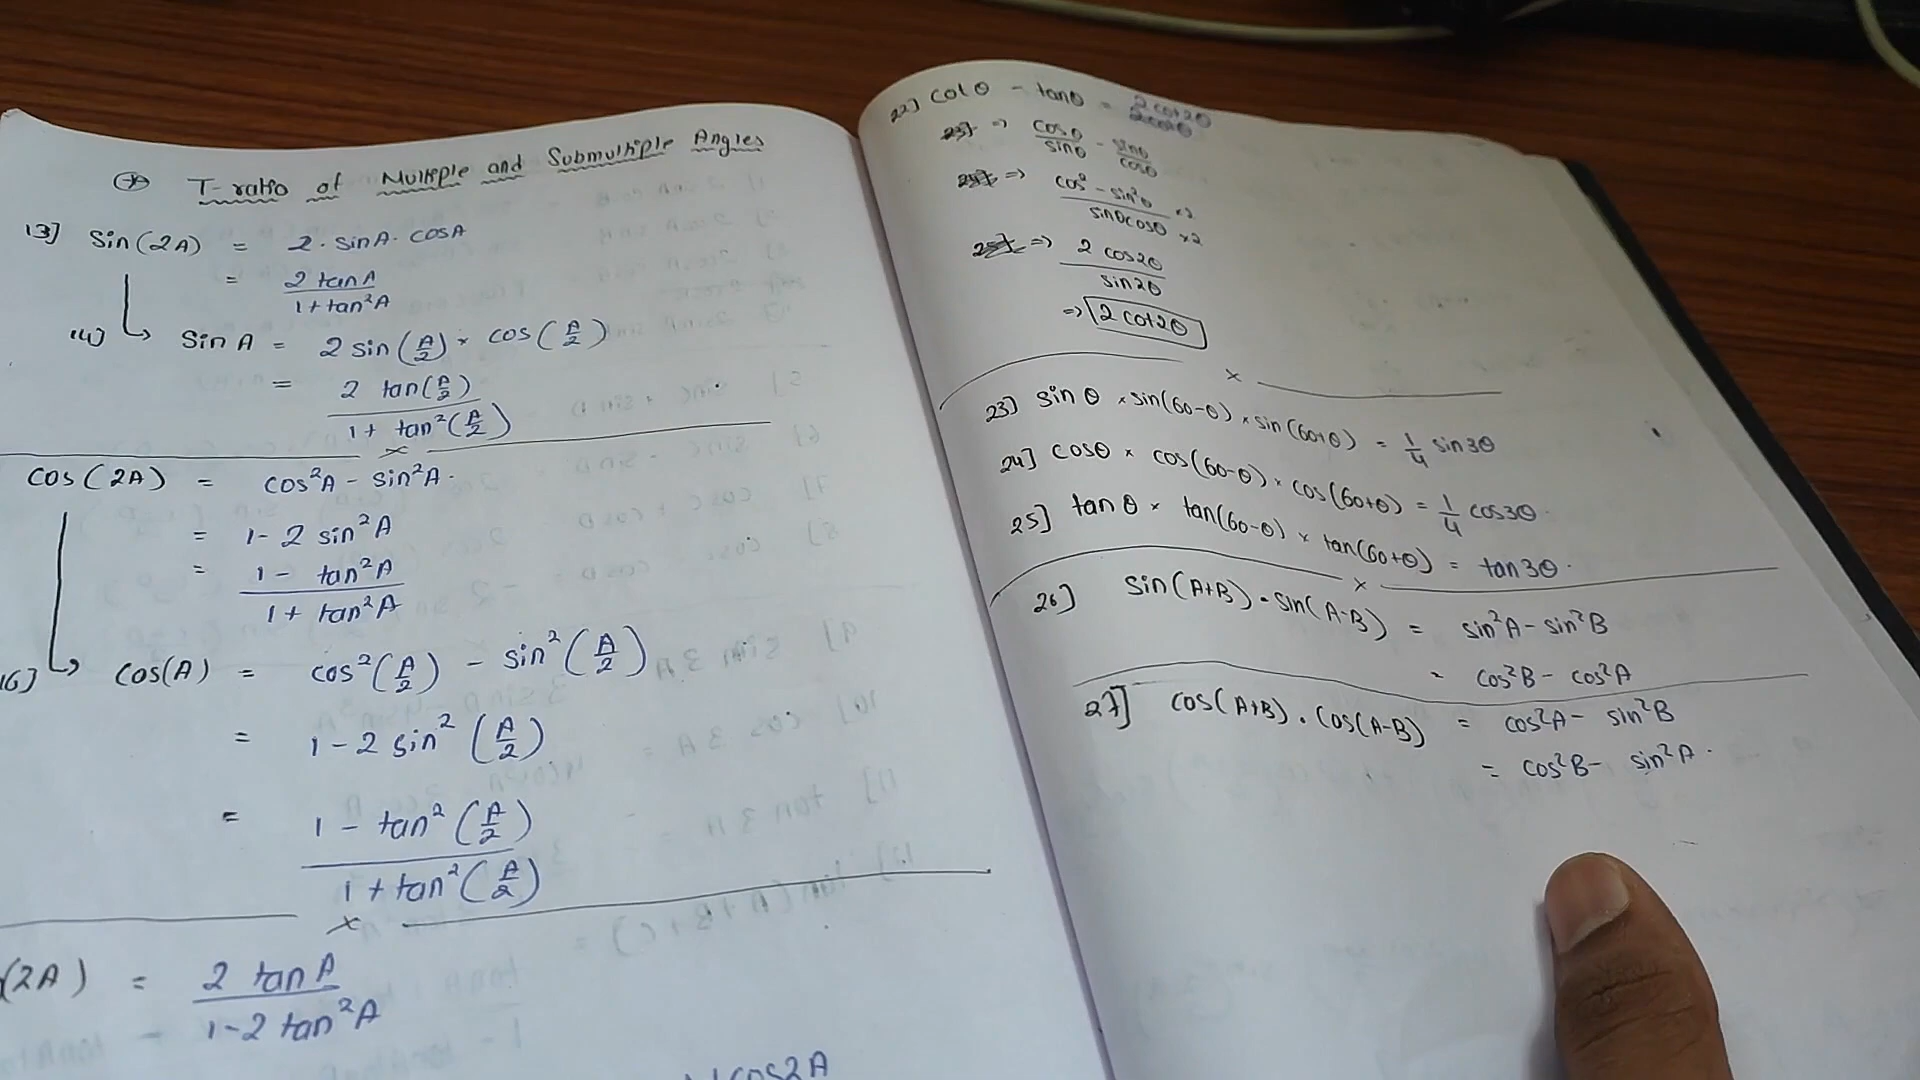 T-ratio of Multiple and Submultiple Angles
13] Sin(2A) = 2·sinA·cosA
= 2 tanA / 1+tan²A
14) ↳ Sin A = 2 sin(A/2) × cos(A/2)
= 2 tan(A/2) / 1+ tan²(A/2)
×
cos(2A) = cos²A - sin²A.
= 1- 2 sin²A
= 1 - tan²A / 1 + tan²A
16] ↳ cos(A) = cos²(A/2) - sin²(A/2)
= 1 - 2 sin²(A/2)
= 1 - tan²(A/2) / 1 + tan²(A/2)
×
(2A) = 2 tan A / 1-2 tan²A
cos2A
22] cotθ - tanθ = 2cot2θ
⇒ cosθ/sinθ - sinθ/cosθ
⇒ cos² - sin²θ ×2 / sinθcosθ ×2
⇒ 2 cos2θ / sin2θ
⇒ 2 cot2θ
×
23] sin θ × sin(60-θ) × sin(60+θ) = 1/4 sin3θ
24] cosθ × cos(60-θ) × cos(60+θ) = 1/4 cos3θ.
25] tan θ × tan(60-θ) × tan(60+θ) = tan3θ.
×
26] sin(A+B) · sin(A-B) = sin²A - sin²B
= cos²B - cos²A
27] cos(A+B) . cos(A-B) = cos²A - sin²B
= cos²B - sin²A.